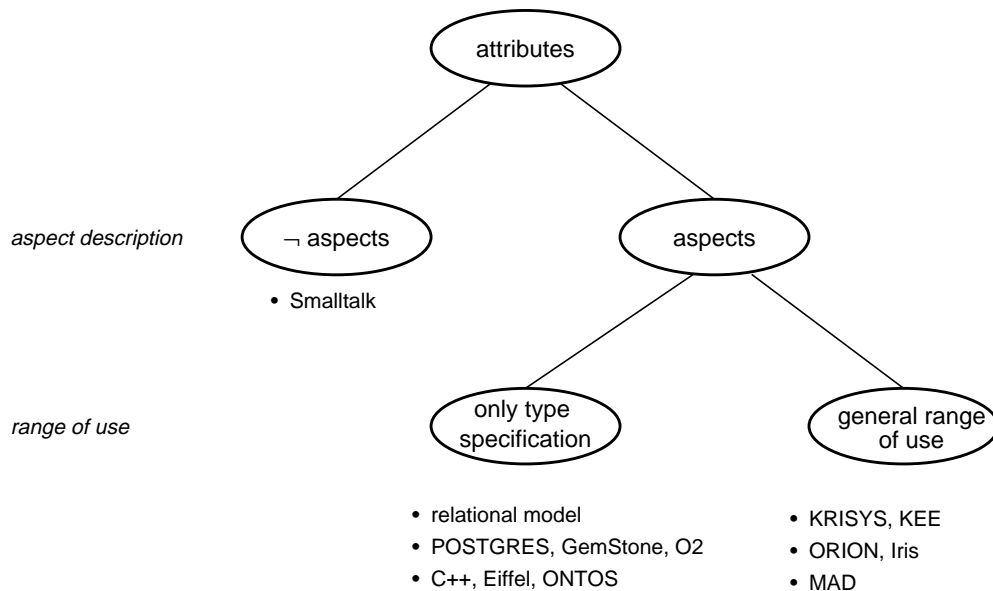 attributes
aspect description
¬ aspects
aspects
• Smalltalk
range of use
only type
specification
general range
of use
• relational model
• POSTGRES, GemStone, O2
• C++, Eiffel, ONTOS
• KRISYS, KEE
• ORION, Iris
• MAD